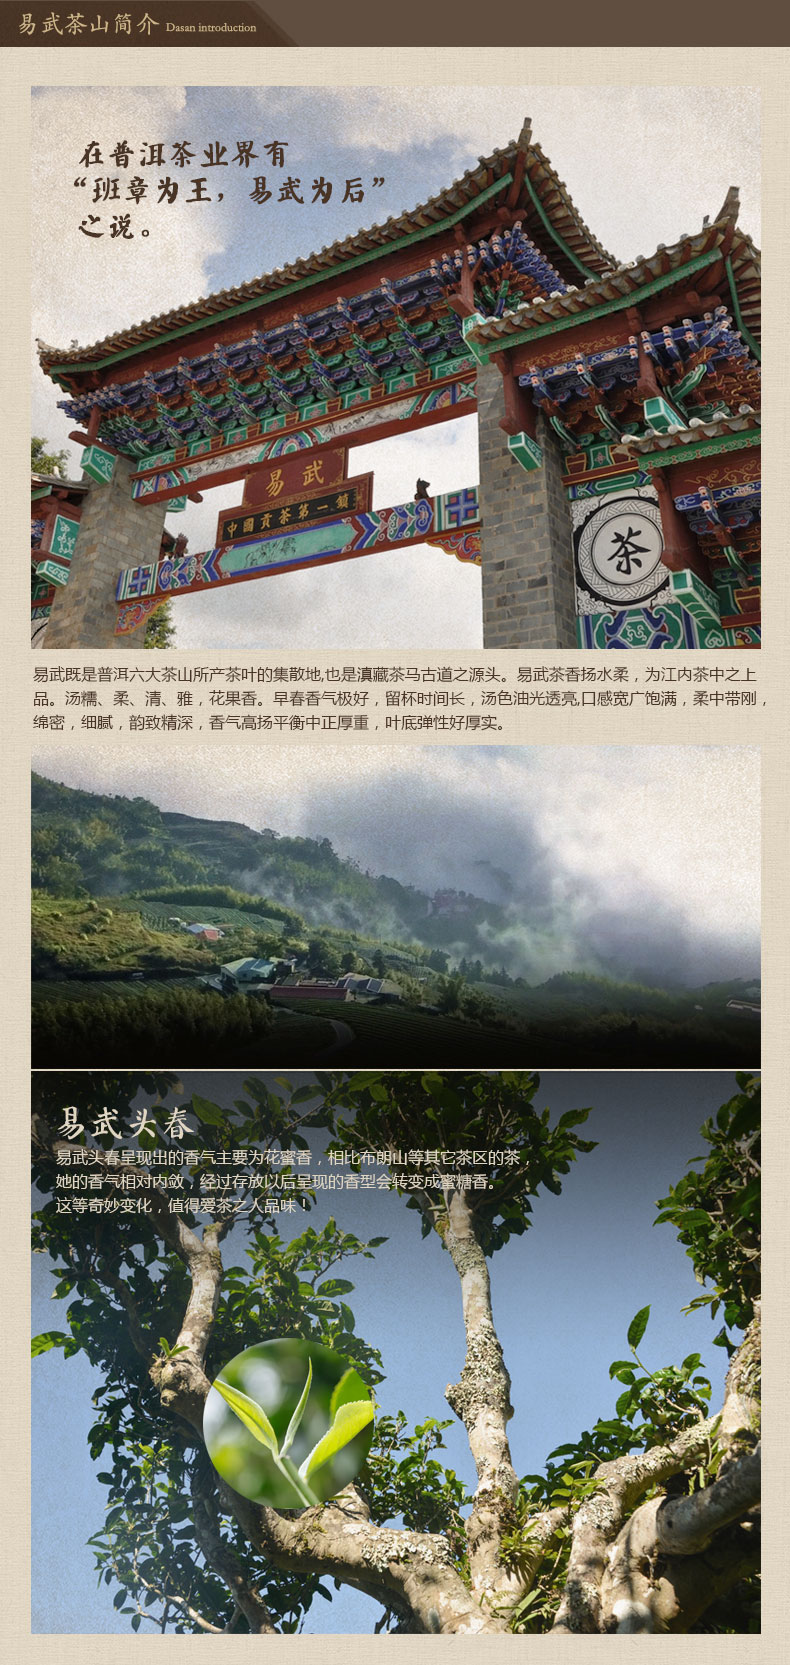 易武茶山简介 Dasan introduction
在普洱茶业界有
“班章为王，易武为后”
之说。
易武
中國貢茶第一鎮
茶
易武既是普洱六大茶山所产茶叶的集散地,也是滇藏茶马古道之源头。易武茶香扬水柔，为江内茶中之上
品。汤糯、柔、清、雅，花果香。早春香气极好，留杯时间长，汤色油光透亮,口感宽广饱满，柔中带刚，
绵密，细腻，韵致精深，香气高扬平衡中正厚重，叶底弹性好厚实。
易武头春
易武头春呈现出的香气主要为花蜜香，相比布朗山等其它茶区的茶，
她的香气相对内敛，经过存放以后呈现的香型会转变成蜜糖香。
这等奇妙变化，值得爱茶之人品味！